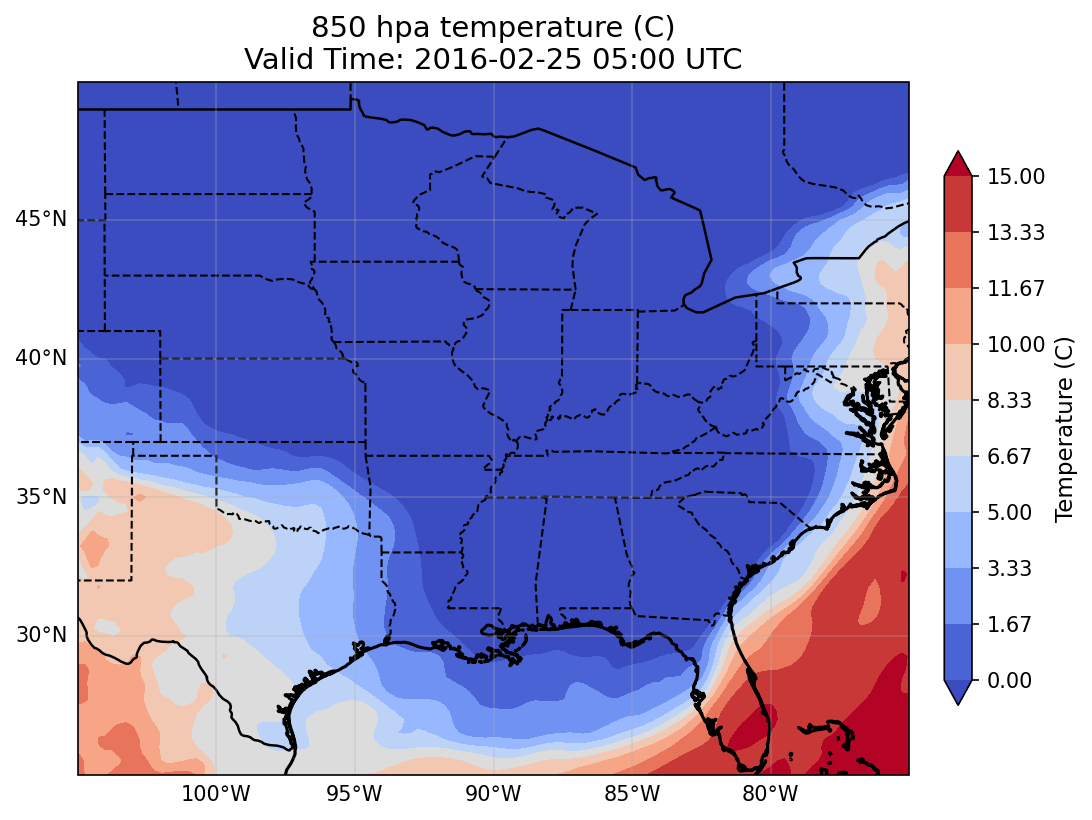 850 hpa temperature (C)
Valid Time: 2016-02-25 05:00 UTC
45°N
40°N
35°N
30°N
100°W
95°W
90°W
85°W
80°W
15.00
13.33
11.67
10.00
8.33
6.67
5.00
3.33
1.67
0.00
Temperature (C)